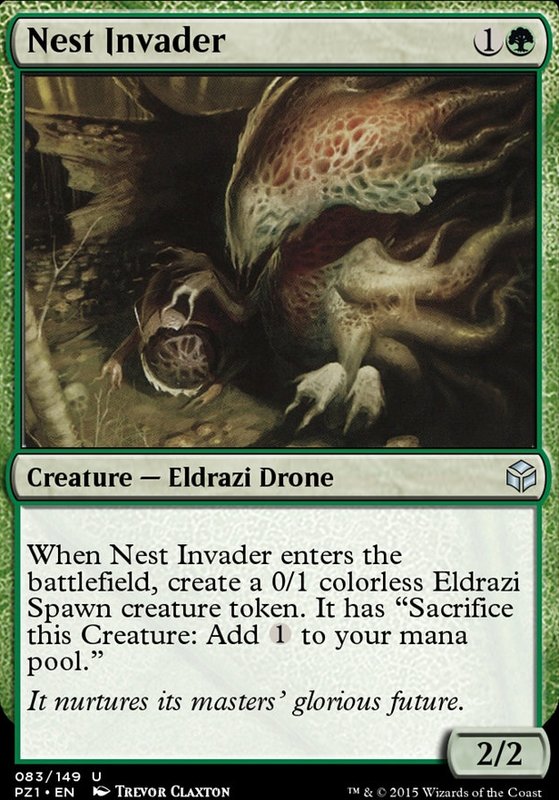 Nest Invader 1
Creature — Eldrazi Drone
When Nest Invader enters the
battlefield, create a 0/1 colorless Eldrazi
Spawn creature token. It has “Sacrifice
this Creature: Add 1 to your mana
pool.”
It nurtures its masters’ glorious future.
2/2
083/149 U
PZ1 • EN TREVOR CLAXTON
™ & © 2015 Wizards of the Coast